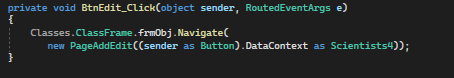 private void BtnEdit_Click(object sender, RoutedEventArgs e)
{
Classes.ClassFrame.frmObj.Navigate(
new PageAddEdit((sender as Button).DataContext as Scientists4));
}